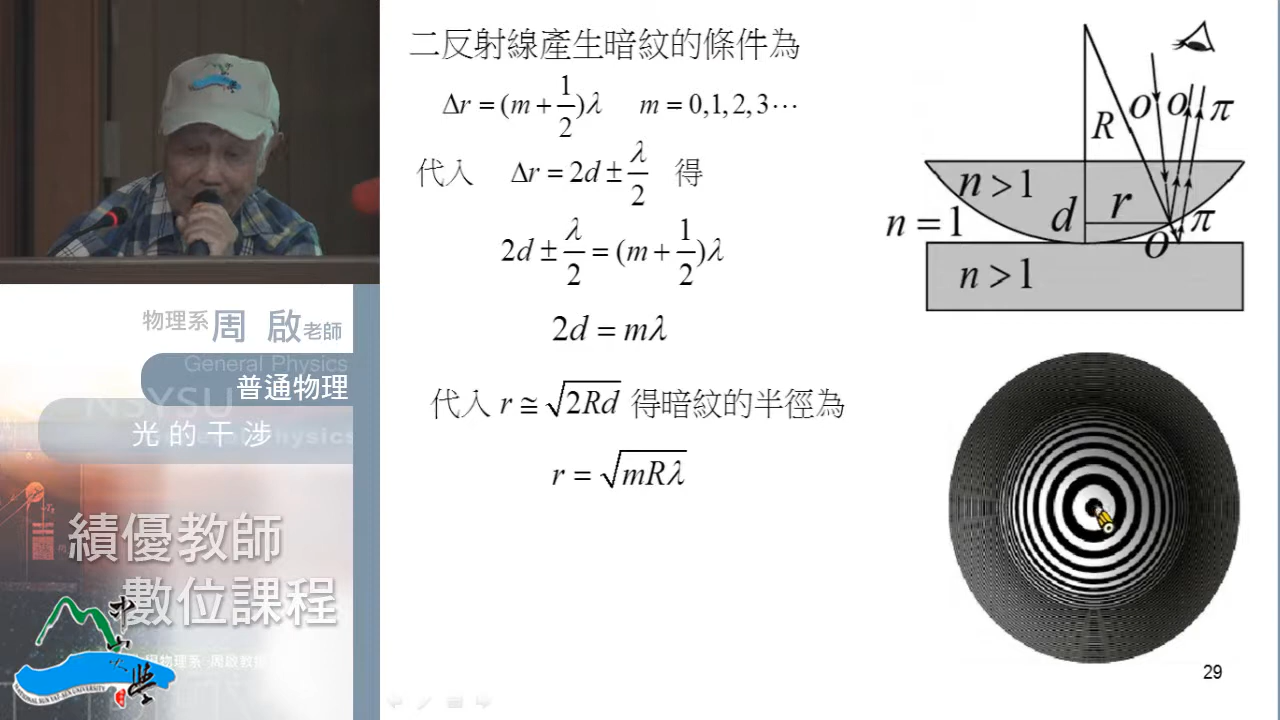 二反射線產生暗紋的條件為
Δr = (m + 1/2)λ m = 0,1,2,3⋯
代入 Δr = 2d ± λ/2 得
2d ± λ/2 = (m + 1/2)λ
2d = mλ
代入 r ≅ √2Rd 得暗紋的半徑為
r = √mRλ
R
O O π
n > 1
d r
n = 1
π
O
n > 1
29
物理系 周 啟 老師
General Physics
普通物理
NSYSU
光的干涉
績優教師
數位課程